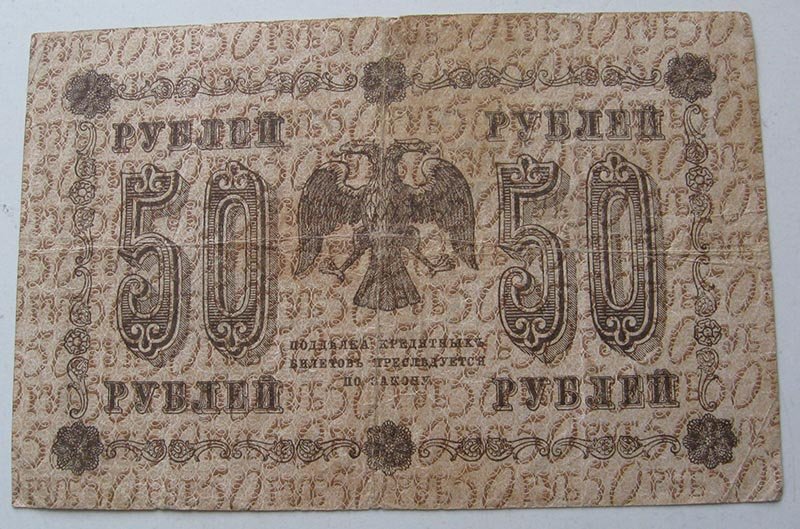 РУБЛЕЙ РУБЛЕЙ
50 50
ПОДДѢЛКА КРЕДИТНЫХЪ
БИЛЕТОВЪ ПРЕСЛѢДУЕТСЯ
ПО ЗАКОНУ.
РУБЛЕЙ РУБЛЕЙ